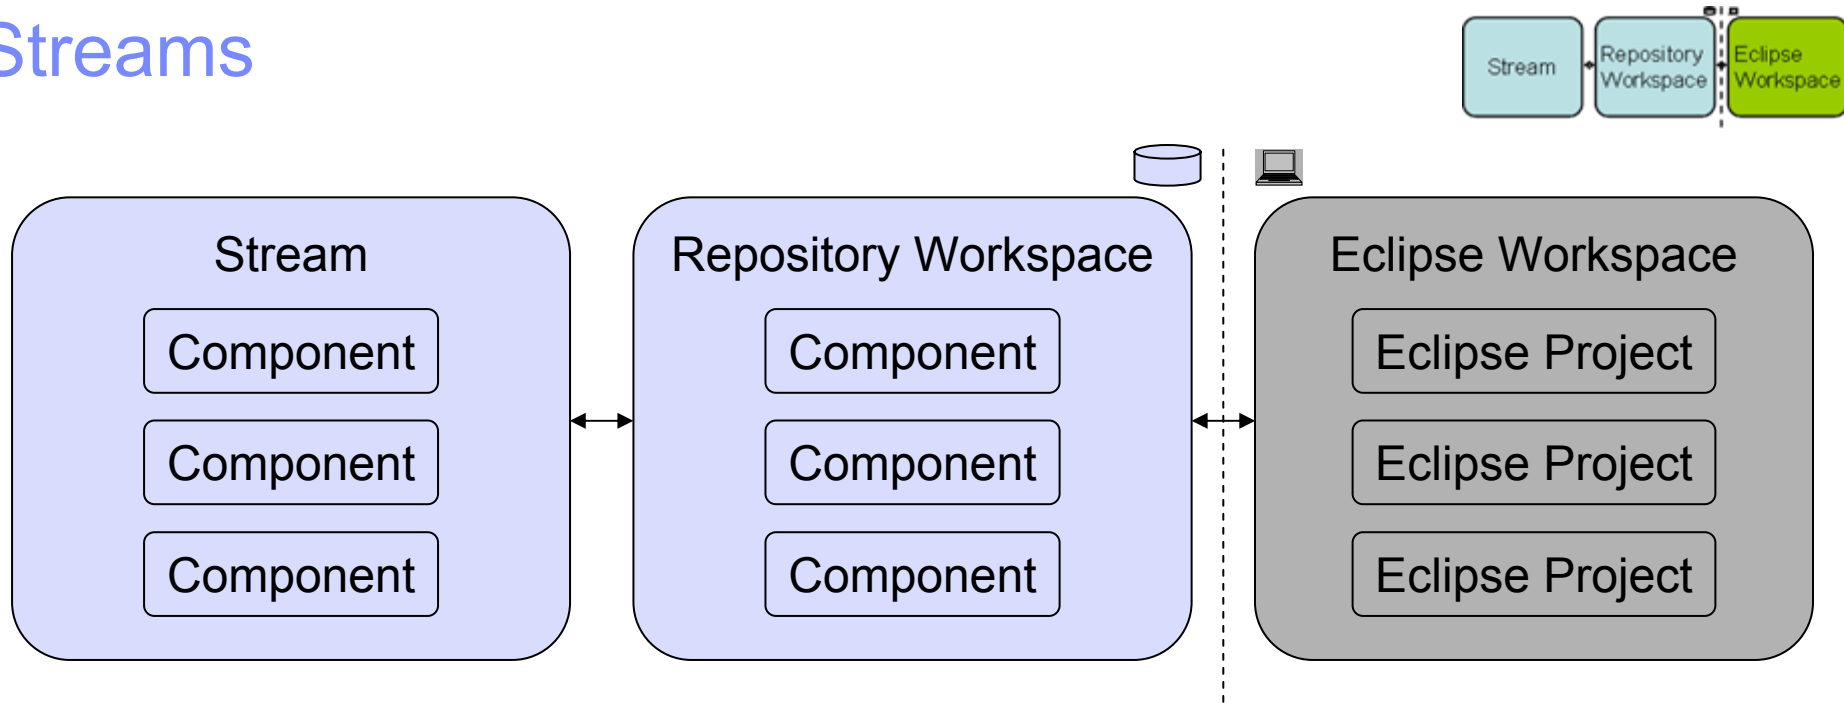 Streams
Stream
Repository
Workspace
Eclipse
Workspace
Stream
Component
Component
Component
Repository Workspace
Component
Component
Component
Eclipse Workspace
Eclipse Project
Eclipse Project
Eclipse Project